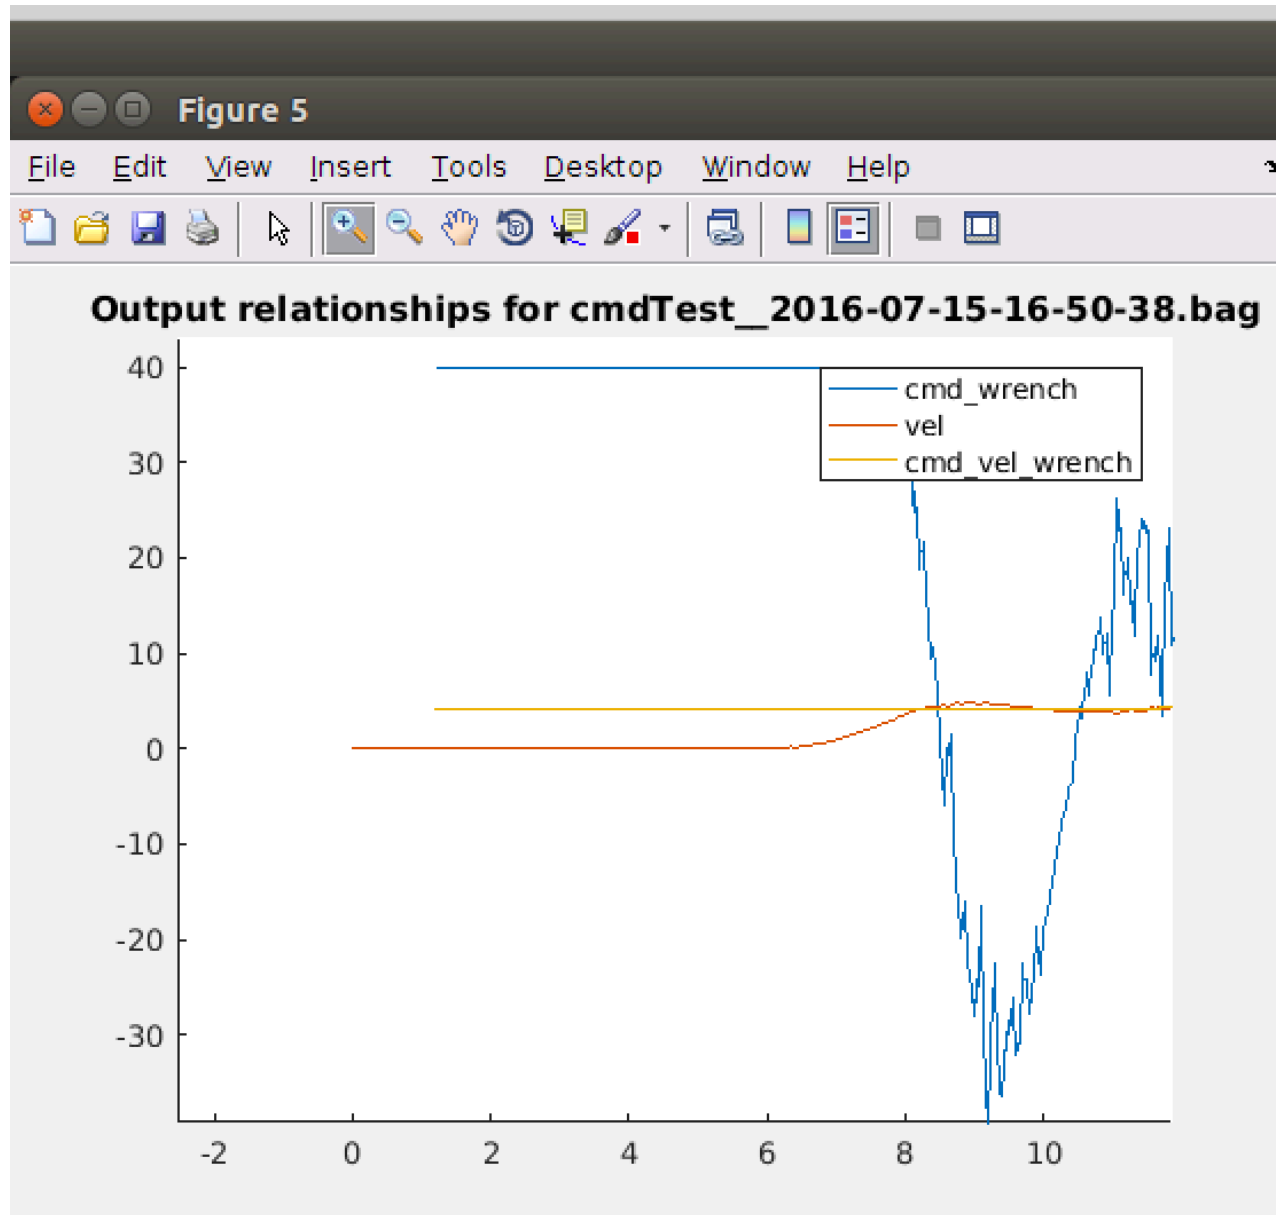 Figure 5
File Edit View Insert Tools Desktop Window Help
Output relationships for cmdTest__2016-07-15-16-50-38.bag
40
30
20
10
0
-10
-20
-30
cmd_wrench
vel
cmd_vel_wrench
-2 0 2 4 6 8 10